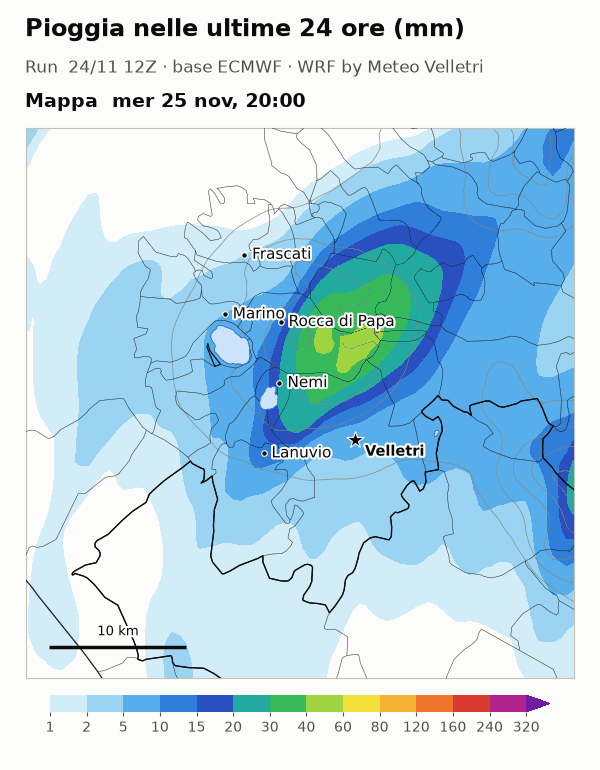 Pioggia nelle ultime 24 ore (mm)
Run 24/11 12Z · base ECMWF · WRF by Meteo Velletri
Mappa mer 25 nov, 20:00
Frascati
Marino
Rocca di Papa
Nemi
Velletri
Lanuvio
10 km
1 2 5 10 15 20 30 40 60 80 120 160 240 320